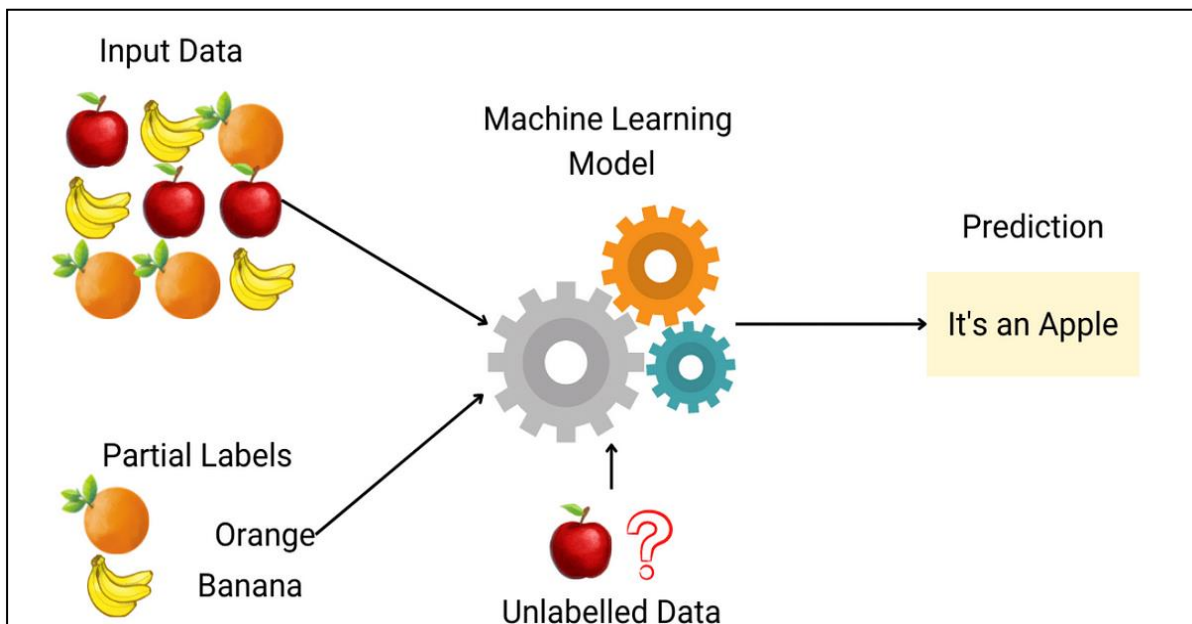 Input Data
Machine Learning
Model
Prediction
It's an Apple
Partial Labels
Orange
Banana
?
Unlabelled Data